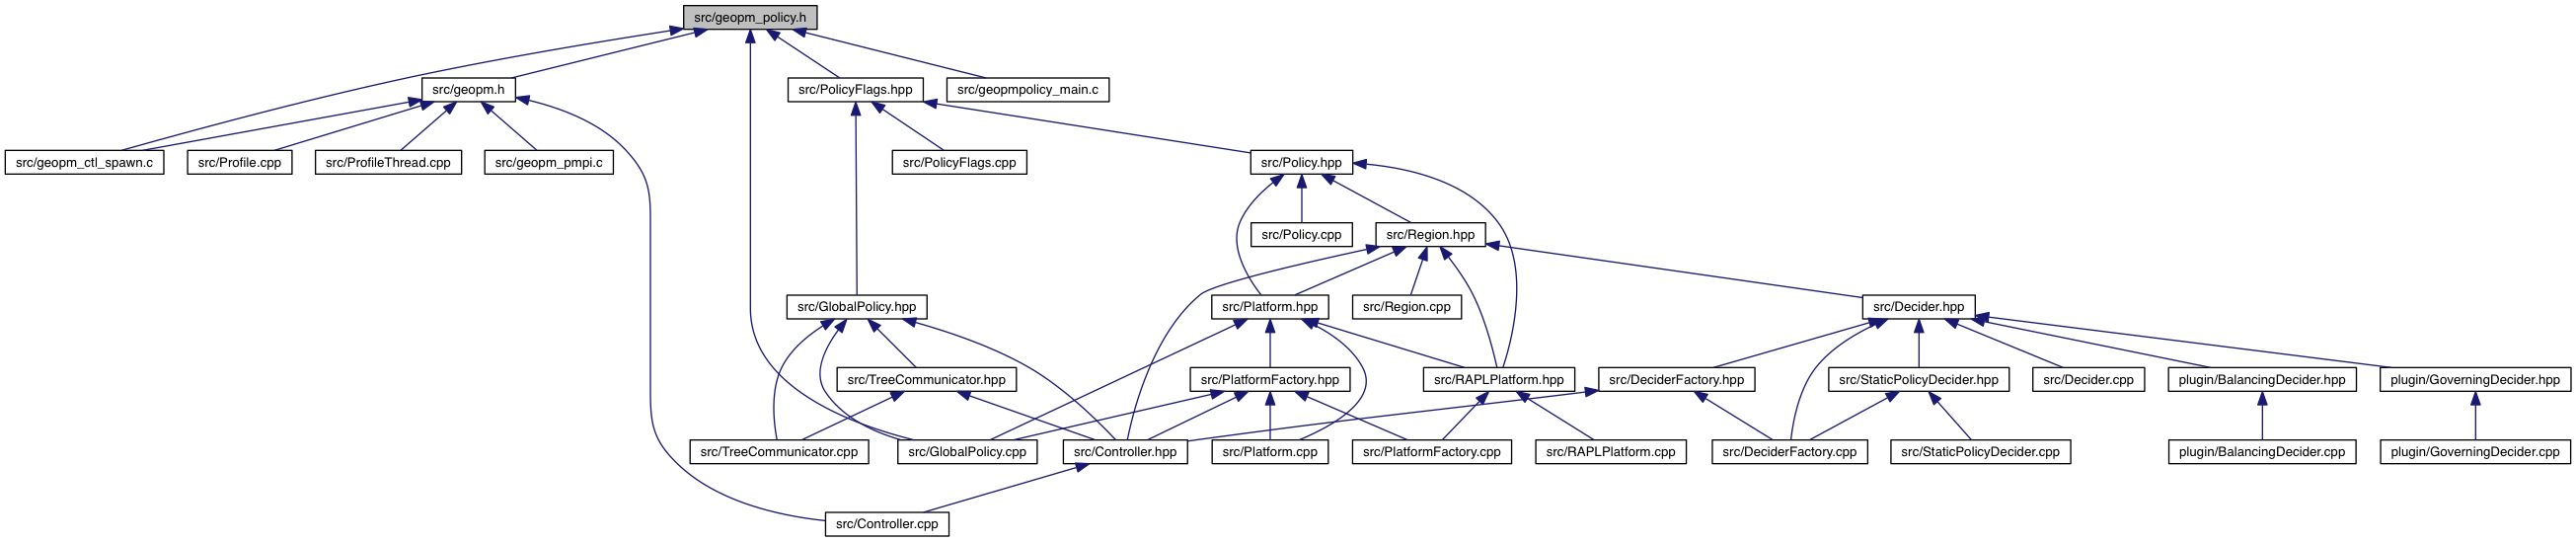 src/geopm_policy.h
src/geopm.h
src/PolicyFlags.hpp
src/geopmpolicy_main.c
src/geopm_ctl_spawn.c
src/Profile.cpp
src/ProfileThread.cpp
src/geopm_pmpi.c
src/PolicyFlags.cpp
src/Policy.hpp
src/Policy.cpp
src/Region.hpp
src/GlobalPolicy.hpp
src/Platform.hpp
src/Region.cpp
src/Decider.hpp
src/TreeCommunicator.hpp
src/PlatformFactory.hpp
src/RAPLPlatform.hpp
src/DeciderFactory.hpp
src/StaticPolicyDecider.hpp
src/Decider.cpp
plugin/BalancingDecider.hpp
plugin/GoverningDecider.hpp
src/TreeCommunicator.cpp
src/GlobalPolicy.cpp
src/Controller.hpp
src/Platform.cpp
src/PlatformFactory.cpp
src/RAPLPlatform.cpp
src/DeciderFactory.cpp
src/StaticPolicyDecider.cpp
plugin/BalancingDecider.cpp
plugin/GoverningDecider.cpp
src/Controller.cpp